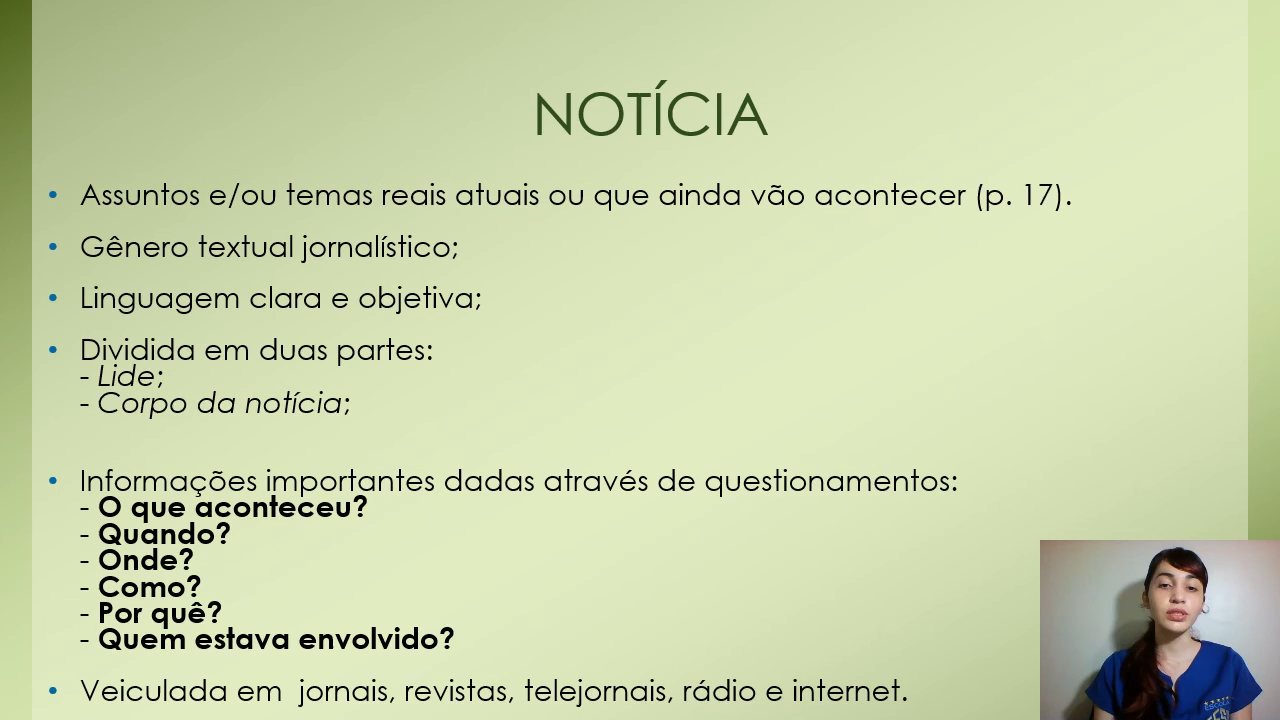 NOTÍCIA
• Assuntos e/ou temas reais atuais ou que ainda vão acontecer (p. 17).
• Gênero textual jornalístico;
• Linguagem clara e objetiva;
• Dividida em duas partes:
- Lide;
- Corpo da notícia;
• Informações importantes dadas através de questionamentos:
- O que aconteceu?
- Quando?
- Onde?
- Como?
- Por quê?
- Quem estava envolvido?
• Veiculada em  jornais, revistas, telejornais, rádio e internet.